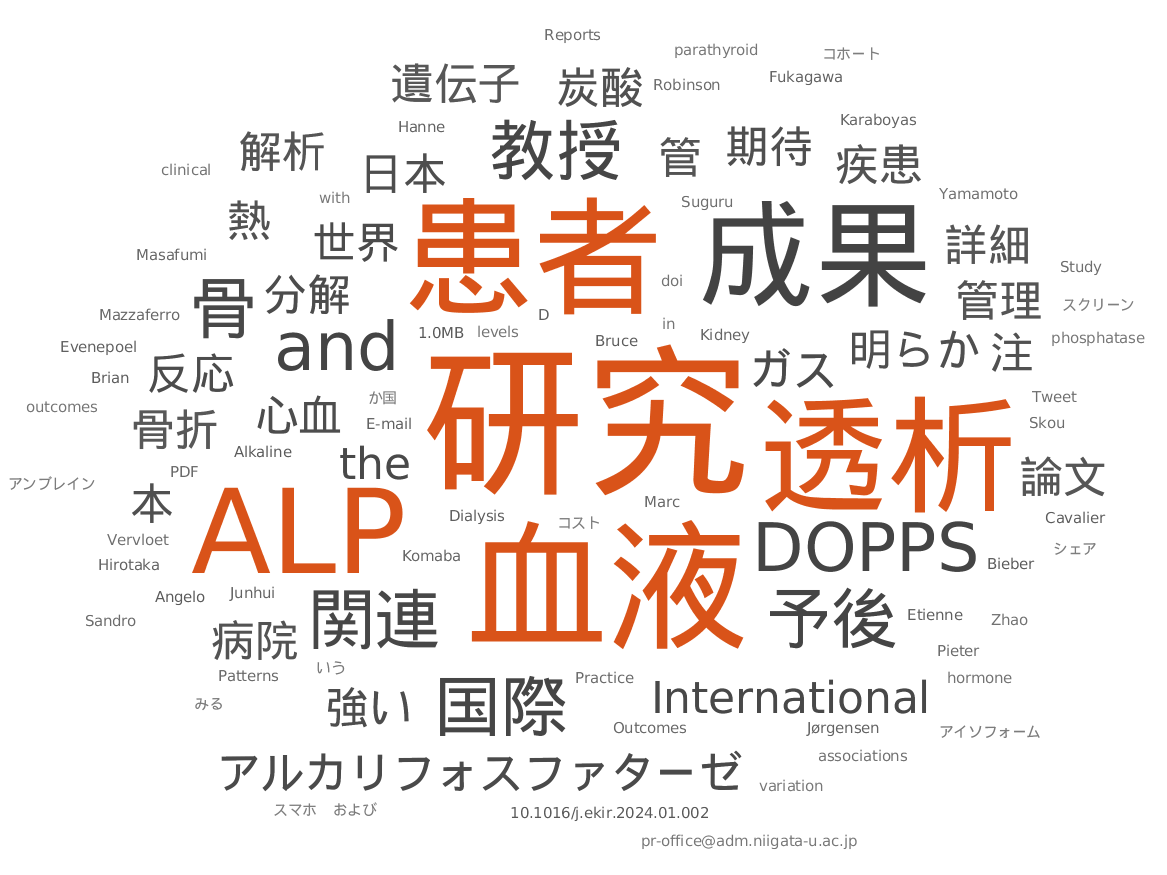 Reports
parathyroid
コホート
遺伝子
炭酸
Robinson
Fukagawa
Hanne
教授
管
期待
Karaboyas
解析
日本
疾患
clinical
with
Suguru
Yamamoto
熱
世界
患者
成果
詳細
Masafumi
doi
Study
骨
分解
管理
スクリーン
Mazzaferro
and
1.0MB
levels
D
in
Kidney
明らか
注
phosphatase
Evenepoel
Bruce
反応
研究
ガス
Brian
か国
透析
Tweet
outcomes
骨折
心血
E-mail
Skou
Alkaline
the
論文
PDF
アンブレイン
本
ALP
Marc
Dialysis
コスト
DOPPS
Cavalier
Vervloet
シェア
Komaba
血液
Hirotaka
Bieber
Angelo
Junhui
関連
予後
Etienne
Zhao
Sandro
病院
Pieter
いう
Patterns
Practice
hormone
みる
強い
国際
International
Outcomes
Jørgensen
アイソフォーム
アルカリフォスファターゼ
associations
variation
スマホ
および
10.1016/j.ekir.2024.01.002
pr-office@adm.niigata-u.ac.jp